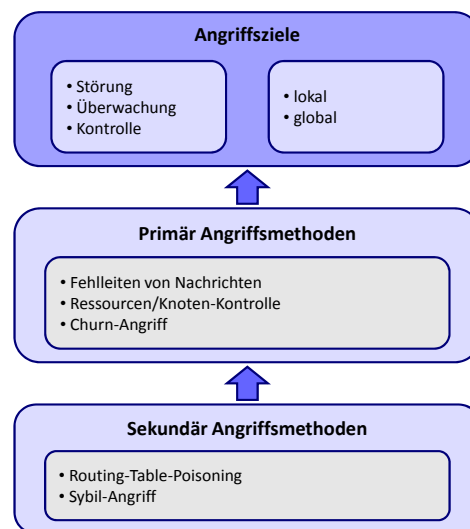 Angriffsziele
• Störung
• Überwachung
• Kontrolle
• lokal
• global
Primär Angriffsmethoden
• Fehlleiten von Nachrichten
• Ressourcen/Knoten-Kontrolle
• Churn-Angriff
Sekundär Angriffsmethoden
• Routing-Table-Poisoning
• Sybil-Angriff